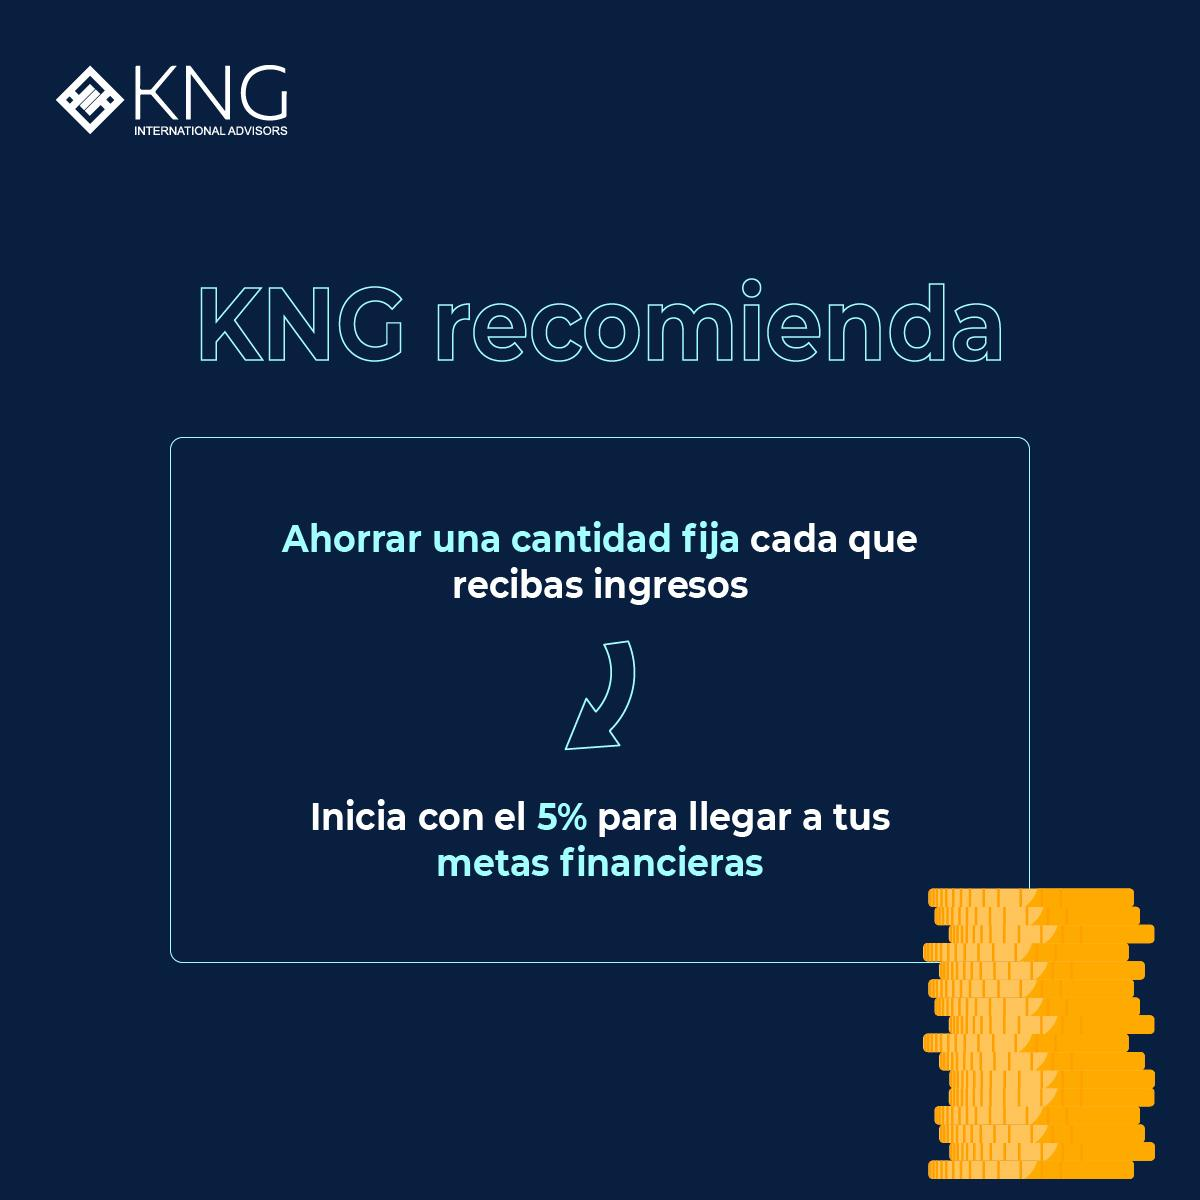 KNG
INTERNATIONAL ADVISORS
KNG recomienda
Ahorrar una cantidad fija cada que
recibas ingresos
Inicia con el 5% para llegar a tus
metas financieras